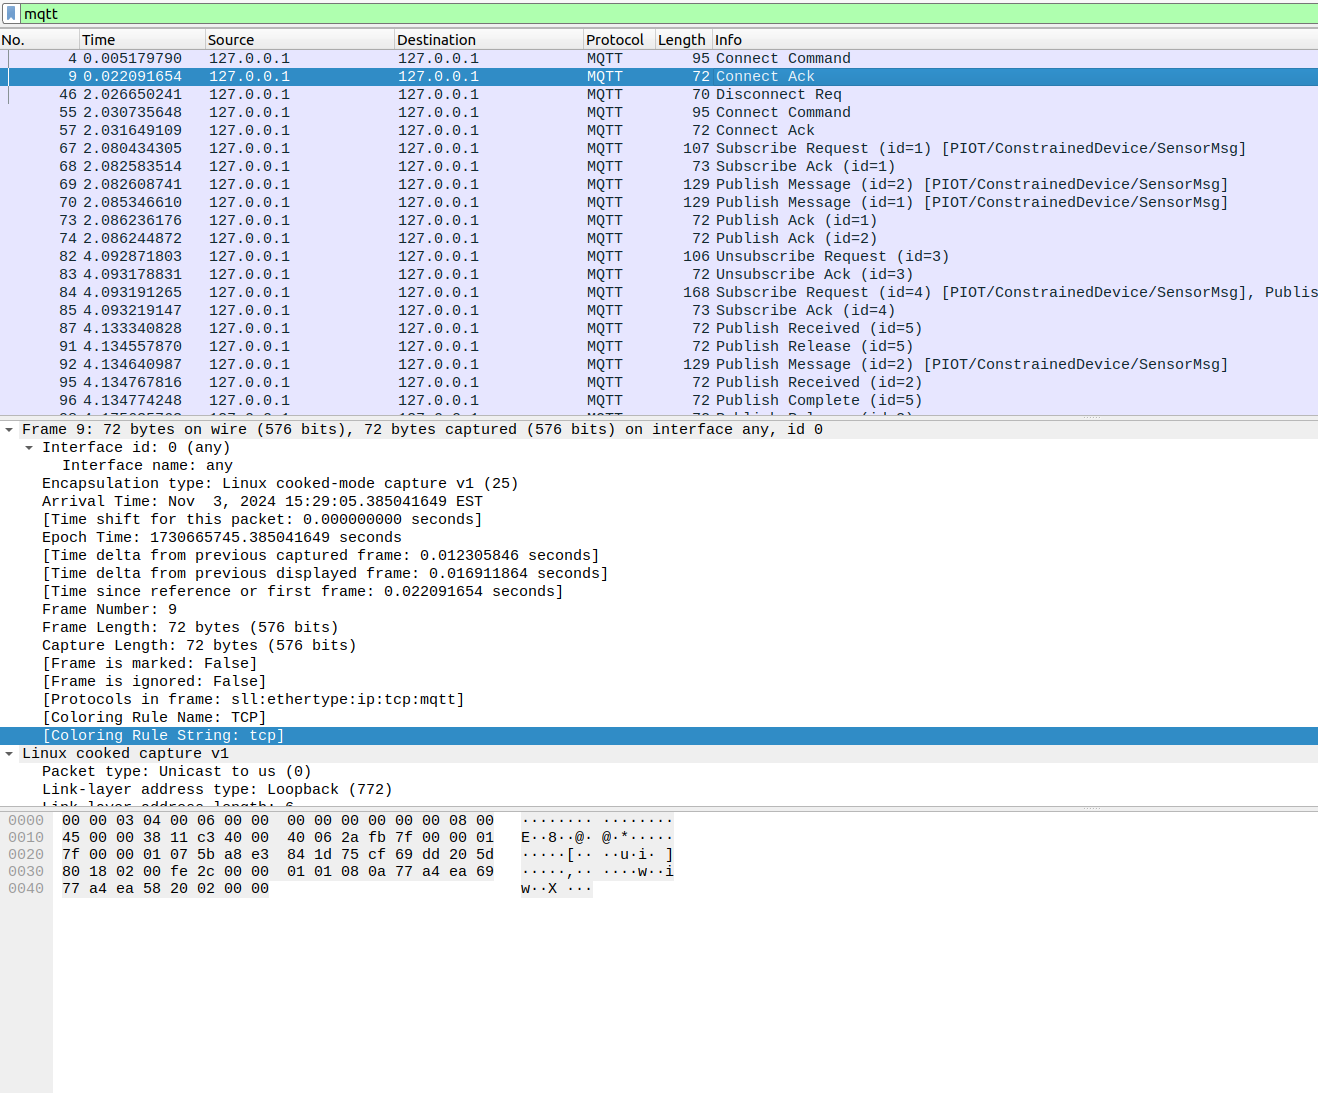 mqtt
No. Time Source Destination Protocol Length Info
4 0.005179790 127.0.0.1 127.0.0.1 MQTT 95 Connect Command
9 0.022091654 127.0.0.1 127.0.0.1 MQTT 72 Connect Ack
46 2.026650241 127.0.0.1 127.0.0.1 MQTT 70 Disconnect Req
55 2.030735648 127.0.0.1 127.0.0.1 MQTT 95 Connect Command
57 2.031649109 127.0.0.1 127.0.0.1 MQTT 72 Connect Ack
67 2.080434305 127.0.0.1 127.0.0.1 MQTT 107 Subscribe Request (id=1) [PIOT/ConstrainedDevice/SensorMsg]
68 2.082583514 127.0.0.1 127.0.0.1 MQTT 73 Subscribe Ack (id=1)
69 2.082608741 127.0.0.1 127.0.0.1 MQTT 129 Publish Message (id=2) [PIOT/ConstrainedDevice/SensorMsg]
70 2.085346610 127.0.0.1 127.0.0.1 MQTT 129 Publish Message (id=1) [PIOT/ConstrainedDevice/SensorMsg]
73 2.086236176 127.0.0.1 127.0.0.1 MQTT 72 Publish Ack (id=1)
74 2.086244872 127.0.0.1 127.0.0.1 MQTT 72 Publish Ack (id=2)
82 4.092871803 127.0.0.1 127.0.0.1 MQTT 106 Unsubscribe Request (id=3)
83 4.093178831 127.0.0.1 127.0.0.1 MQTT 72 Unsubscribe Ack (id=3)
84 4.093191265 127.0.0.1 127.0.0.1 MQTT 168 Subscribe Request (id=4) [PIOT/ConstrainedDevice/SensorMsg], Publis
85 4.093219147 127.0.0.1 127.0.0.1 MQTT 73 Subscribe Ack (id=4)
87 4.133340828 127.0.0.1 127.0.0.1 MQTT 72 Publish Received (id=5)
91 4.134557870 127.0.0.1 127.0.0.1 MQTT 72 Publish Release (id=5)
92 4.134640987 127.0.0.1 127.0.0.1 MQTT 129 Publish Message (id=2) [PIOT/ConstrainedDevice/SensorMsg]
95 4.134767816 127.0.0.1 127.0.0.1 MQTT 72 Publish Received (id=2)
96 4.134774248 127.0.0.1 127.0.0.1 MQTT 72 Publish Complete (id=5)
Frame 9: 72 bytes on wire (576 bits), 72 bytes captured (576 bits) on interface any, id 0
Interface id: 0 (any)
Interface name: any
Encapsulation type: Linux cooked-mode capture v1 (25)
Arrival Time: Nov  3, 2024 15:29:05.385041649 EST
[Time shift for this packet: 0.000000000 seconds]
Epoch Time: 1730665745.385041649 seconds
[Time delta from previous captured frame: 0.012305846 seconds]
[Time delta from previous displayed frame: 0.016911864 seconds]
[Time since reference or first frame: 0.022091654 seconds]
Frame Number: 9
Frame Length: 72 bytes (576 bits)
Capture Length: 72 bytes (576 bits)
[Frame is marked: False]
[Frame is ignored: False]
[Protocols in frame: sll:ethertype:ip:tcp:mqtt]
[Coloring Rule Name: TCP]
[Coloring Rule String: tcp]
Linux cooked capture v1
Packet type: Unicast to us (0)
Link-layer address type: Loopback (772)
Link-layer address length: 6
0000 00 00 03 04 00 06 00 00 00 00 00 00 00 00 08 00 ········ ········
0010 45 00 00 38 11 c3 40 00 40 06 2a fb 7f 00 00 01 E··8··@· @·*·····
0020 7f 00 00 01 07 5b a8 e3 84 1d 75 cf 69 dd 20 5d ·····[·· ··u·i· ]
0030 80 18 02 00 fe 2c 00 00 01 01 08 0a 77 a4 ea 69 ·····,·· ····w··i
0040 77 a4 ea 58 20 02 00 00 w··X ···